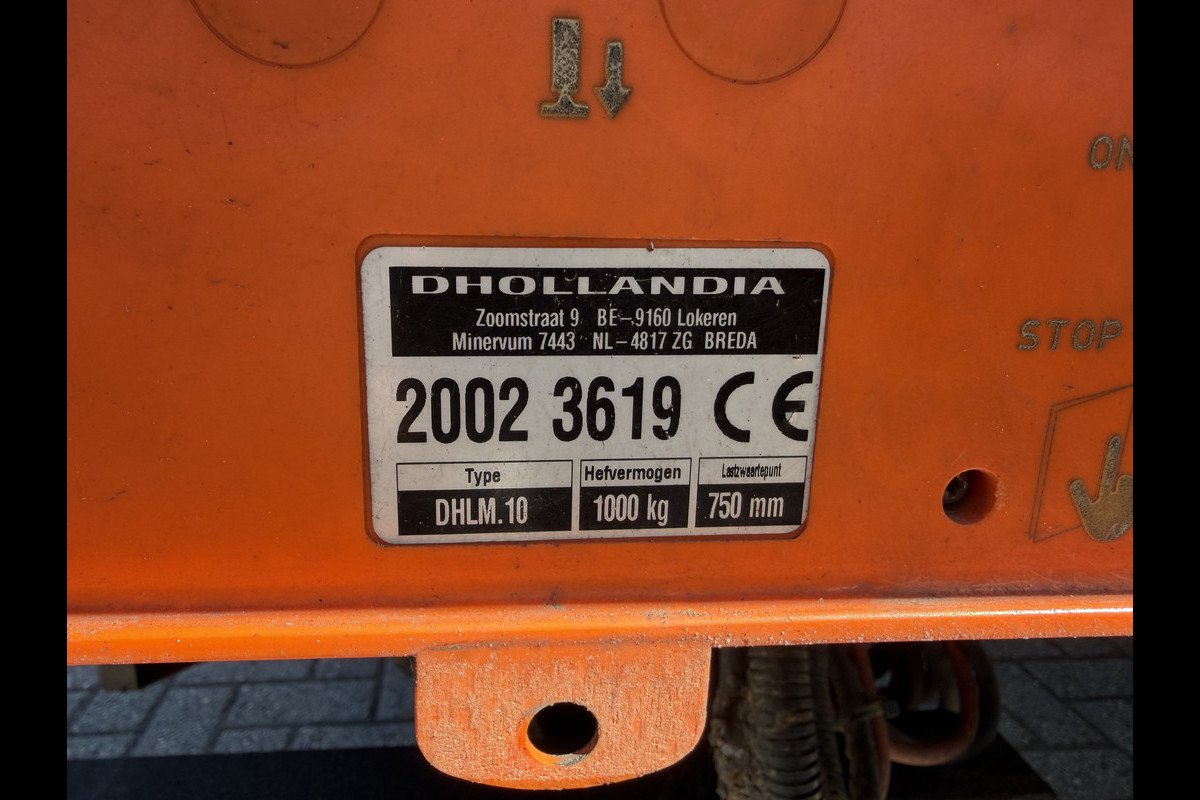 ON
STOP
DHOLLANDIA
Zoomstraat 9 BE-9160 Lokeren
Minervum 7443 NL-4817 ZG BREDA
2002 3619 CE
Type Hefvermogen Lastzwaartepunt
DHLM.10 1000 kg 750 mm